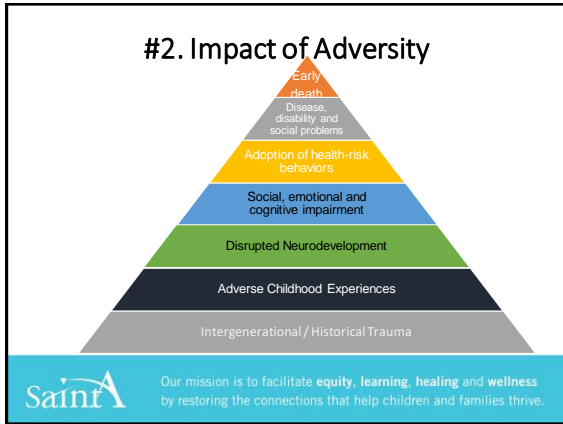 #2. Impact of Adversity
Early
death
Disease,
disability and
social problems
Adoption of health-risk
behaviors
Social, emotional and
cognitive impairment
Disrupted Neurodevelopment
Adverse Childhood Experiences
Intergenerational / Historical Trauma
SaintA
Our mission is to facilitate equity, learning, healing and wellness
by restoring the connections that help children and families thrive.